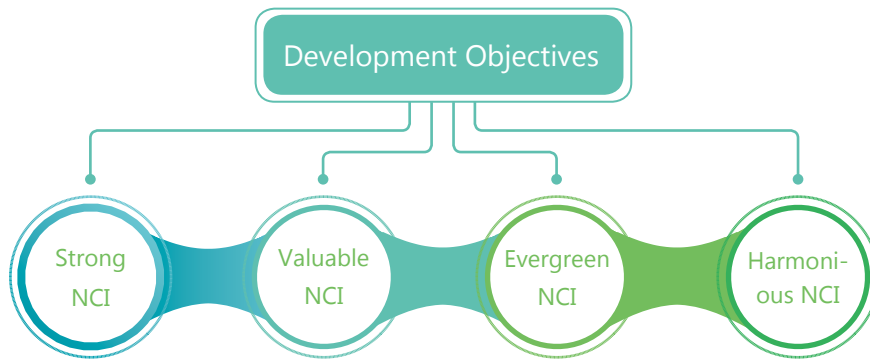 Development Objectives
Strong
NCI
Valuable
NCI
Evergreen
NCI
Harmoni-
ous NCI